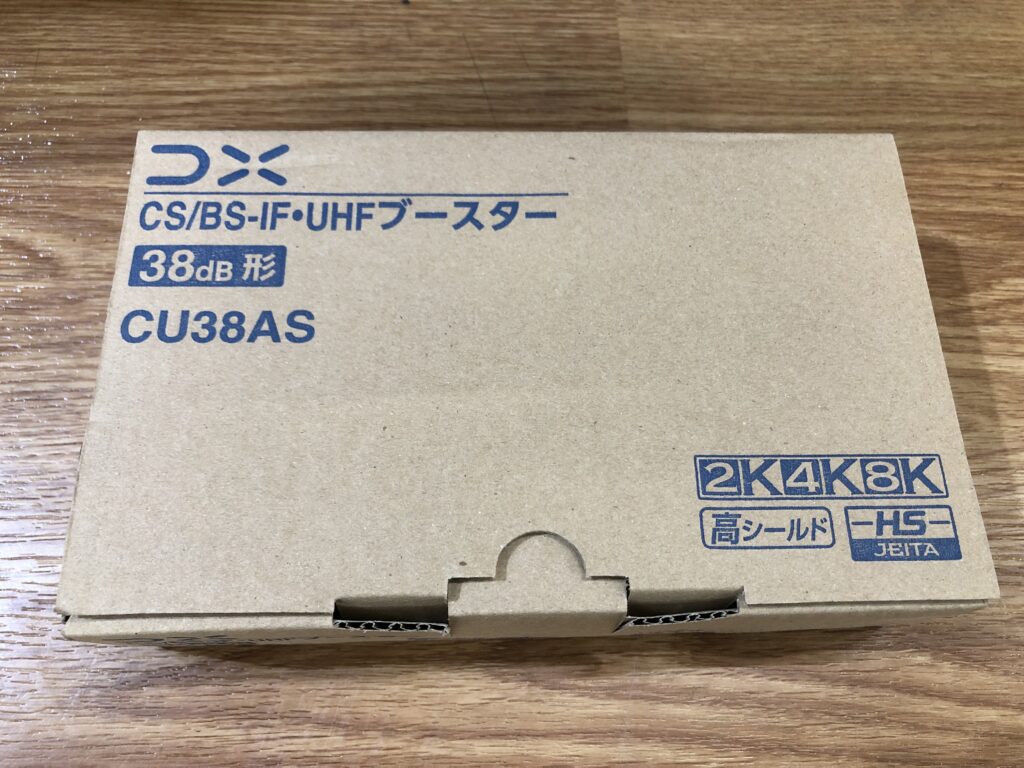 DX
CS/BS-IF・UHFブースター
38dB形
CU38AS
2K4K8K
高シールド
HS
JEITA